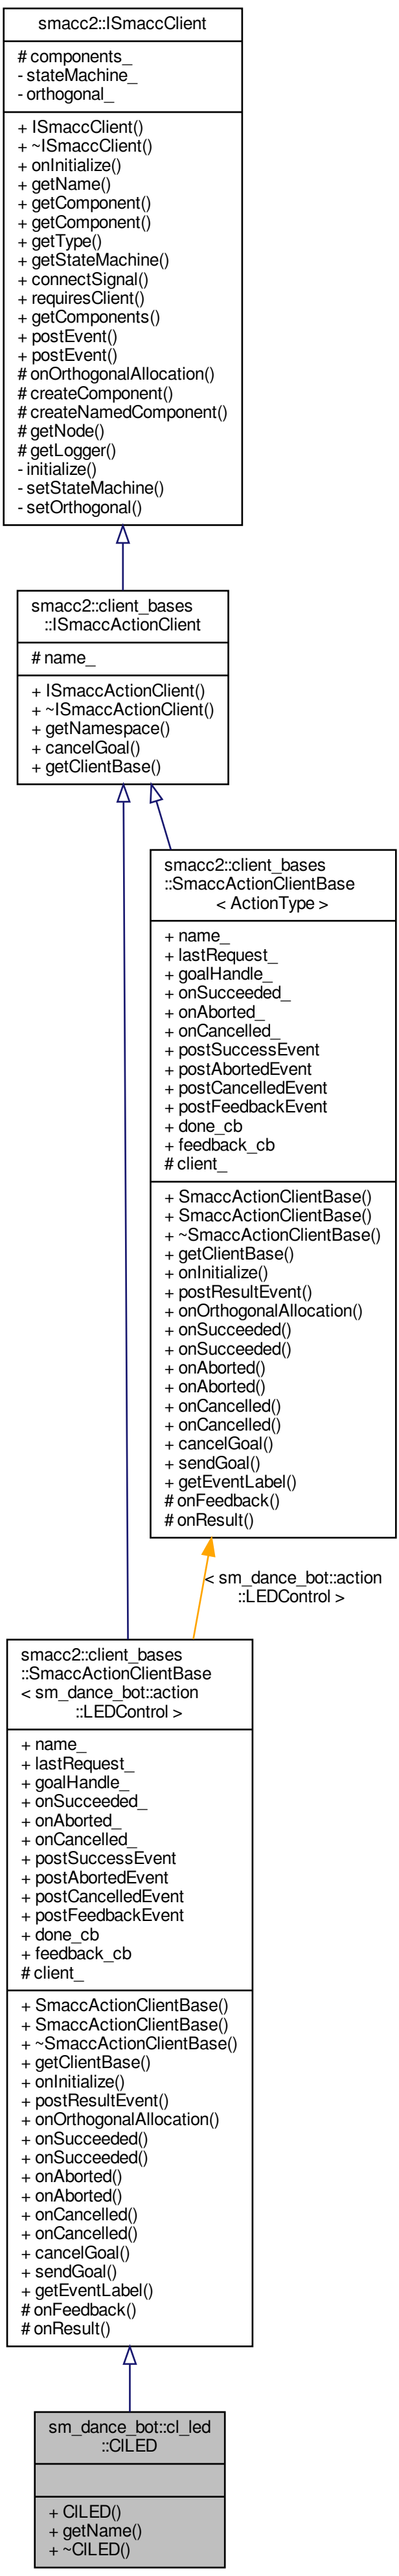 smacc2::ISmaccClient
# components_
- stateMachine_
- orthogonal_
+ ISmaccClient()
+ ~ISmaccClient()
+ onInitialize()
+ getName()
+ getComponent()
+ getComponent()
+ getType()
+ getStateMachine()
+ connectSignal()
+ requiresClient()
+ getComponents()
+ postEvent()
+ postEvent()
# onOrthogonalAllocation()
# createComponent()
# createNamedComponent()
# getNode()
# getLogger()
- initialize()
- setStateMachine()
- setOrthogonal()
smacc2::client_bases
::ISmaccActionClient
# name_
+ ISmaccActionClient()
+ ~ISmaccActionClient()
+ getNamespace()
+ cancelGoal()
+ getClientBase()
smacc2::client_bases
::SmaccActionClientBase
< ActionType >
+ name_
+ lastRequest_
+ goalHandle_
+ onSucceeded_
+ onAborted_
+ onCancelled_
+ postSuccessEvent
+ postAbortedEvent
+ postCancelledEvent
+ postFeedbackEvent
+ done_cb
+ feedback_cb
# client_
+ SmaccActionClientBase()
+ SmaccActionClientBase()
+ ~SmaccActionClientBase()
+ getClientBase()
+ onInitialize()
+ postResultEvent()
+ onOrthogonalAllocation()
+ onSucceeded()
+ onSucceeded()
+ onAborted()
+ onAborted()
+ onCancelled()
+ onCancelled()
+ cancelGoal()
+ sendGoal()
+ getEventLabel()
# onFeedback()
# onResult()
< sm_dance_bot::action
::LEDControl >
smacc2::client_bases
::SmaccActionClientBase
< sm_dance_bot::action
::LEDControl >
+ name_
+ lastRequest_
+ goalHandle_
+ onSucceeded_
+ onAborted_
+ onCancelled_
+ postSuccessEvent
+ postAbortedEvent
+ postCancelledEvent
+ postFeedbackEvent
+ done_cb
+ feedback_cb
# client_
+ SmaccActionClientBase()
+ SmaccActionClientBase()
+ ~SmaccActionClientBase()
+ getClientBase()
+ onInitialize()
+ postResultEvent()
+ onOrthogonalAllocation()
+ onSucceeded()
+ onSucceeded()
+ onAborted()
+ onAborted()
+ onCancelled()
+ onCancelled()
+ cancelGoal()
+ sendGoal()
+ getEventLabel()
# onFeedback()
# onResult()
sm_dance_bot::cl_led
::ClLED
+ ClLED()
+ getName()
+ ~ClLED()